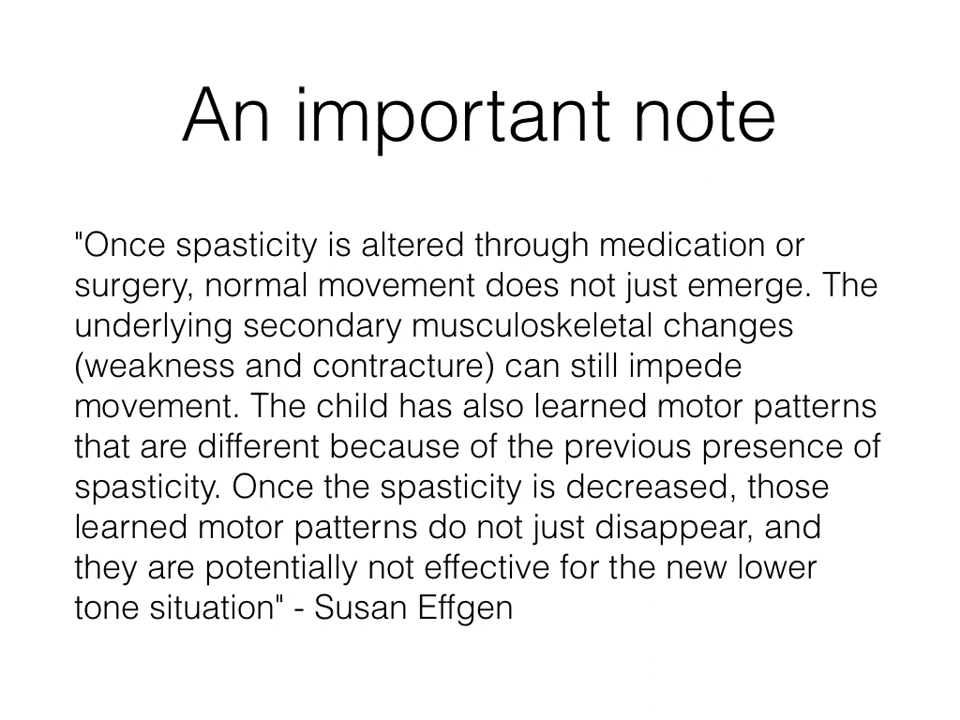 An important note
"Once spasticity is altered through medication or
surgery, normal movement does not just emerge. The
underlying secondary musculoskeletal changes
(weakness and contracture) can still impede
movement. The child has also learned motor patterns
that are different because of the previous presence of
spasticity. Once the spasticity is decreased, those
learned motor patterns do not just disappear, and
they are potentially not effective for the new lower
tone situation" - Susan Effgen